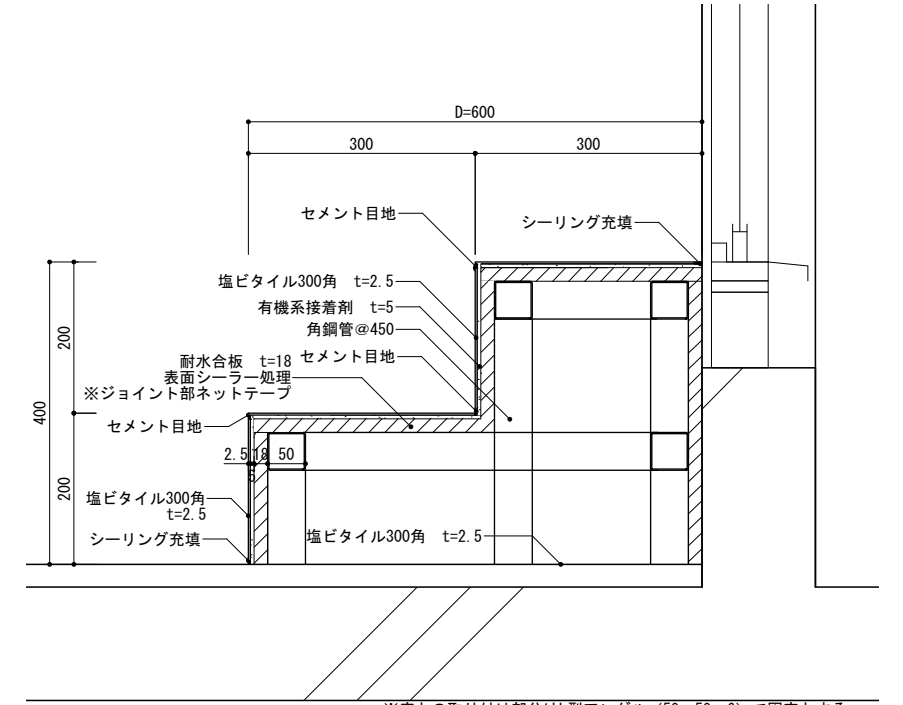 D=600
300
300
セメント目地
シーリング充填
塩ビタイル300角 t=2.5
有機系接着剤 t=5
角鋼管@450
セメント目地
耐水合板 t=18
表面シーラー処理
※ジョイント部ネットテープ
セメント目地
200
400
200
2.5
18
50
5
塩ビタイル300角
t=2.5
シーリング充填
塩ビタイル300角 t=2.5